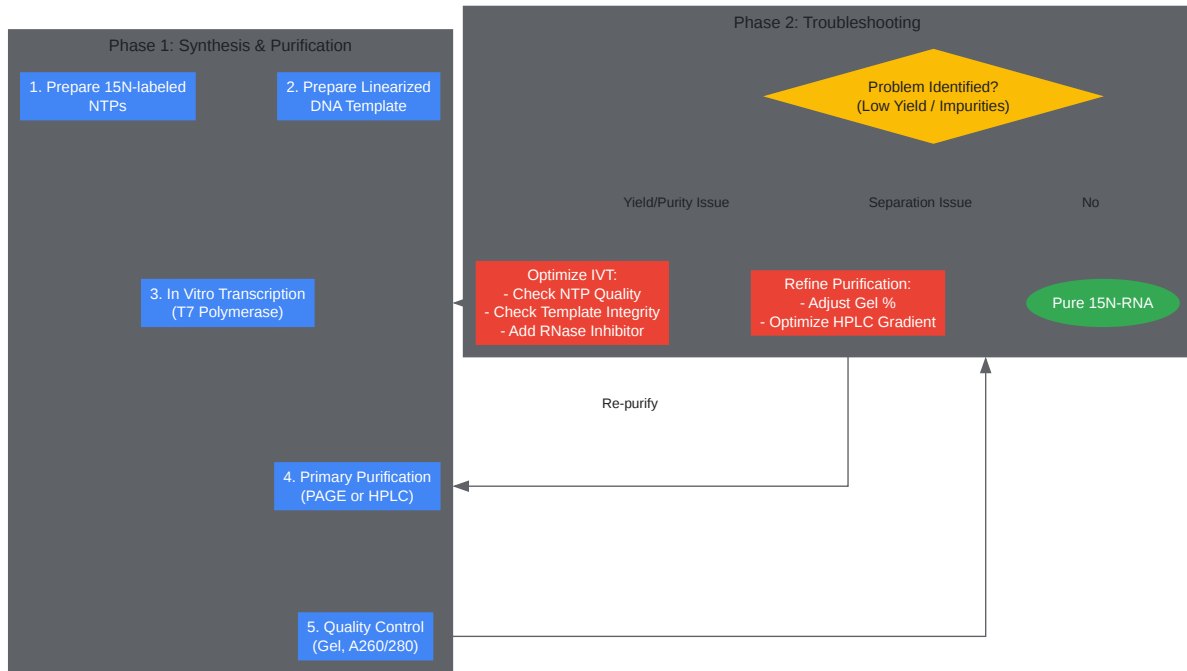 Phase 1: Synthesis & Purification
1. Prepare 15N-labeled
NTPs
2. Prepare Linearized
DNA Template
3. In Vitro Transcription
(T7 Polymerase)
4. Primary Purification
(PAGE or HPLC)
5. Quality Control
(Gel, A260/280)
Phase 2: Troubleshooting
Problem Identified?
(Low Yield / Impurities)
Yield/Purity Issue
Separation Issue
No
Optimize IVT:
- Check NTP Quality
- Check Template Integrity
- Add RNase Inhibitor
Refine Purification:
- Adjust Gel %
- Optimize HPLC Gradient
Pure 15N-RNA
Re-purify